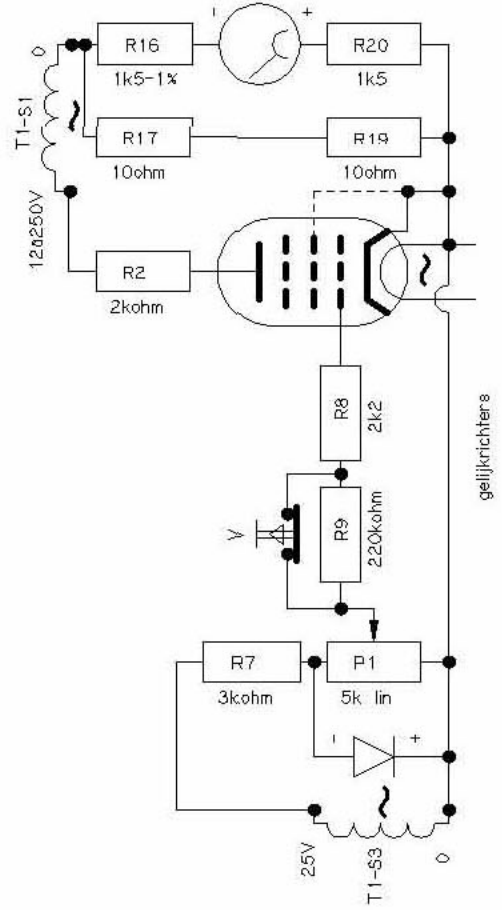 0
T1-S1
12ā250V
R16
1k5-1%
-
+
R20
1k5
R17
10ohm
R19
10ohm
R2
2kohm
R8
2k2
V
R9
220kohm
gelijkrichters
R7
3kohm
P1
5k lin
-
+
25V
T1-S3
0